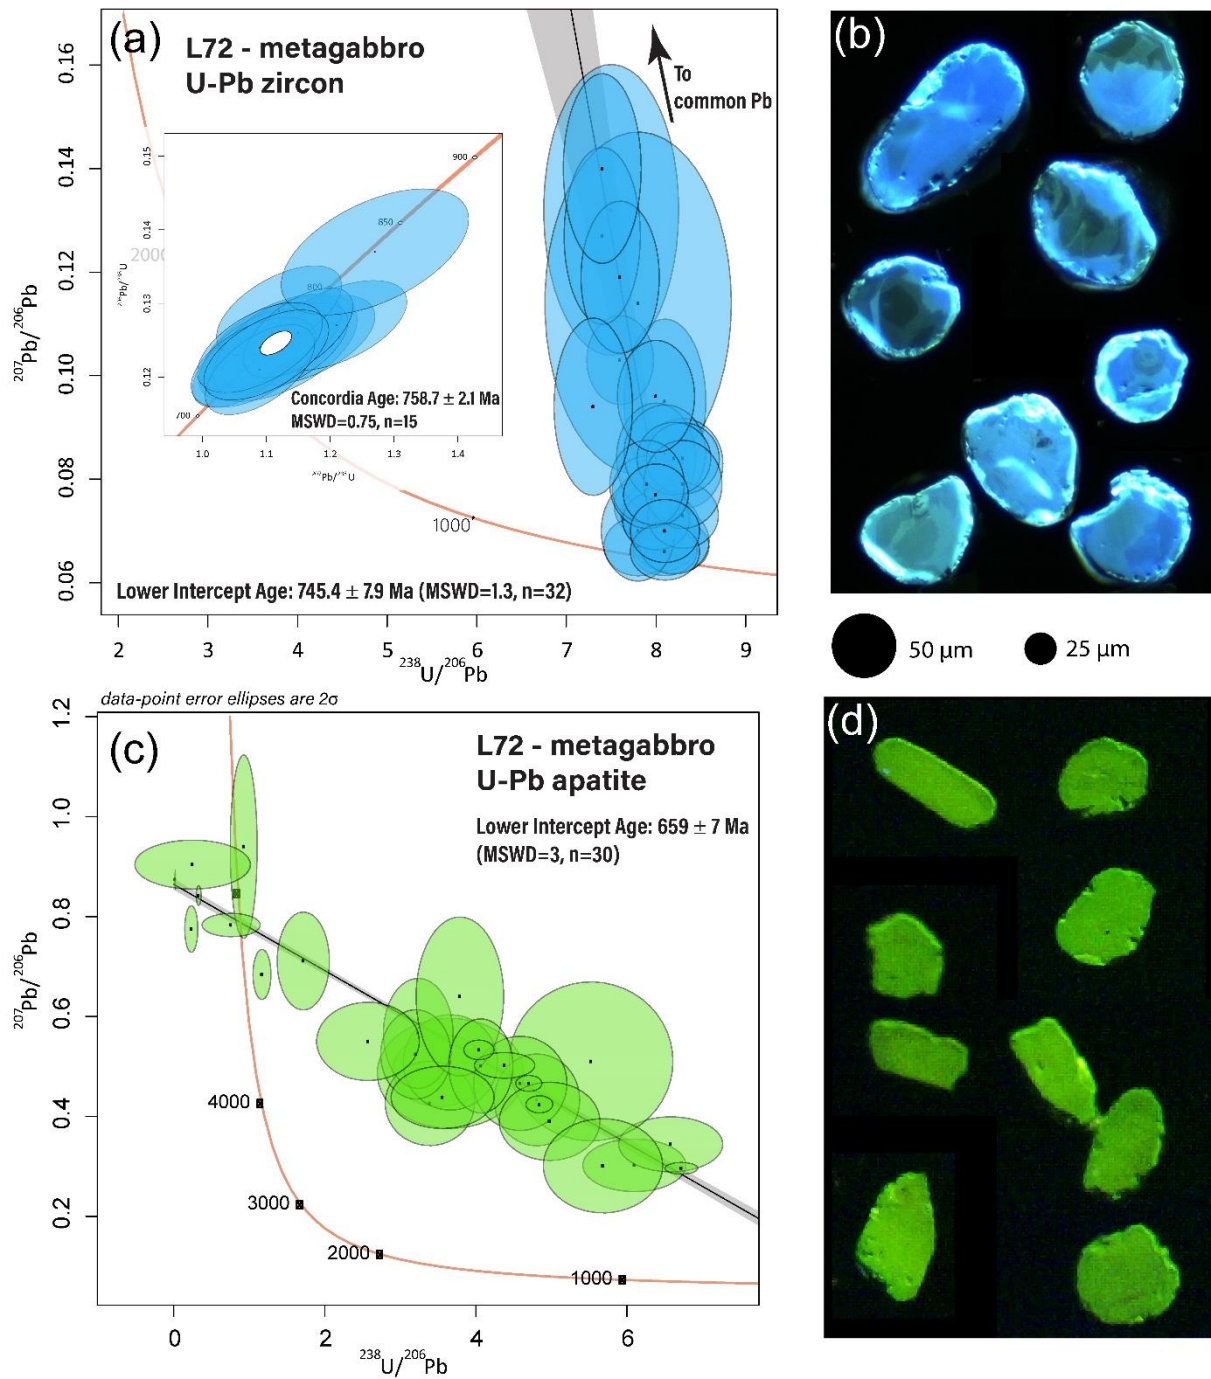 (a)
L72 - metagabbro
U-Pb zircon
To
common Pb
0.16
0.14
0.12
0.10
0.08
0.06
²⁰⁷Pb/²⁰⁶Pb
2000
0.15
0.14
0.13
0.12
900
850
800
700
Concordia Age: 758.7 ± 2.1 Ma
MSWD=0.75, n=15
1.0 1.1 1.2 1.3 1.4
1000
Lower Intercept Age: 745.4 ± 7.9 Ma (MSWD=1.3, n=32)
2 3 4 5 6 7 8 9
²³⁸U/²⁰⁶Pb
(b)
50 µm
25 µm
data-point error ellipses are 2σ
(c)
L72 - metagabbro
U-Pb apatite
Lower Intercept Age: 659 ± 7 Ma
(MSWD=3, n=30)
1.2
1.0
0.8
0.6
0.4
0.2
²⁰⁷Pb/²⁰⁶Pb
4000
3000
2000
1000
0 2 4 6
²³⁸U/²⁰⁶Pb
(d)